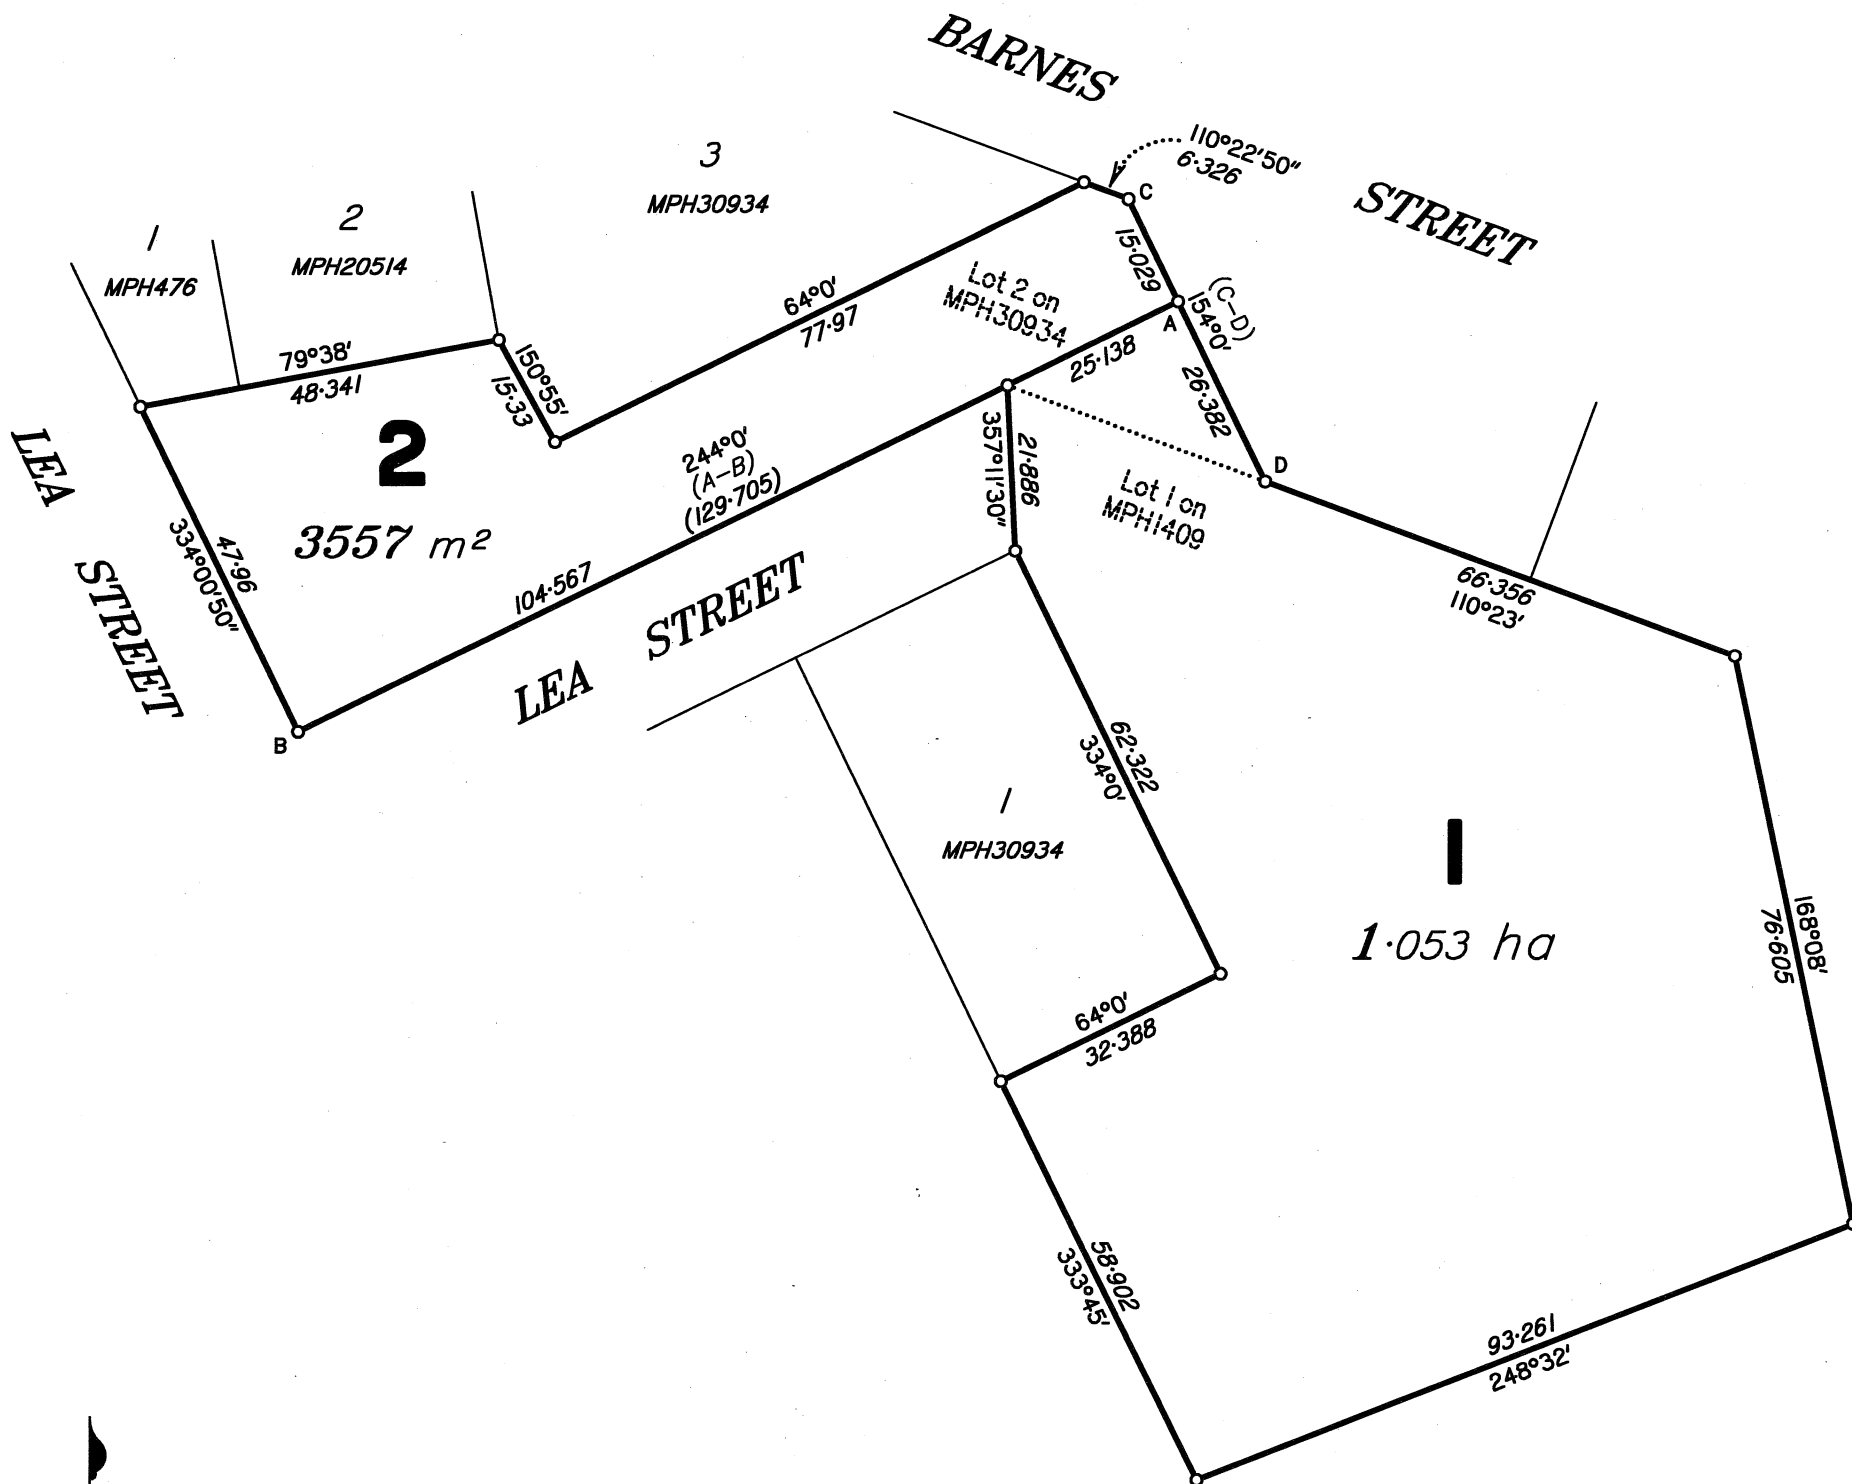 BARNES
STREET
110°22'50"
6·326
C
3
MPH30934
2
MPH20514
1
MPH476
15·029
(C–D)
154°0'
A
Lot 2 on
MPH30934
64°0'
77·97
25·138
26·382
79°38'
48·341
150°55'
15·33
D
LEA
STREET
2
3557 m²
244°0'
(A–B)
(129·705)
357°11'30"
21·886
Lot 1 on
MPH1409
47·96
334°00'50"
104·567
66·356
110°23'
LEA STREET
B
62·322
334°0'
1
MPH30934
1
1·053 ha
168°08'
76·605
64°0'
32·388
58·902
333°45'
93·261
248°32'